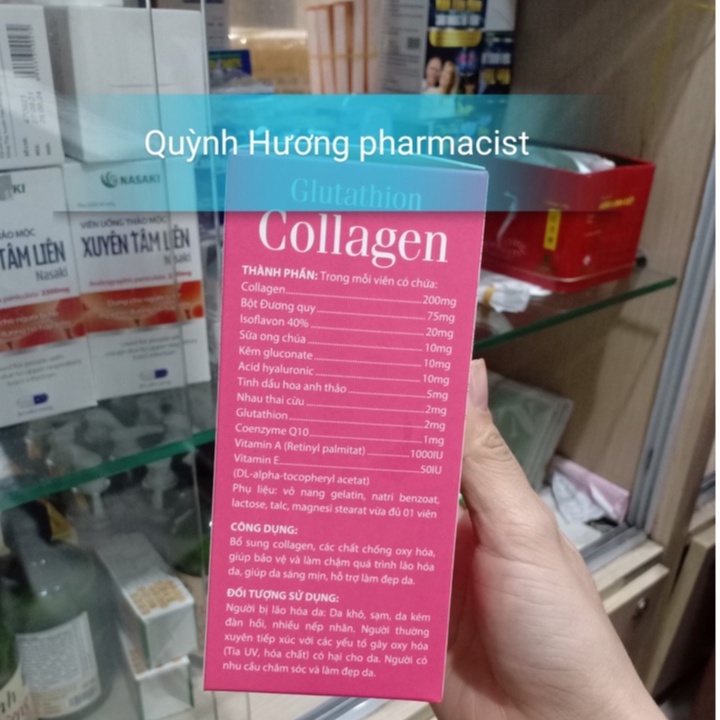 Quỳnh Hương pharmacist
Glutathion
Collagen
THÀNH PHẦN: Trong mỗi viên có chứa:
Collagen 200mg
Bột Đương quy 75mg
Isoflavon 40% 20mg
Sữa ong chúa 10mg
Kẽm gluconate 10mg
Acid hyaluronic 10mg
Tinh dầu hoa anh thảo 5mg
Nhau thai cừu 2mg
Glutathion 2mg
Coenzyme Q10 1mg
Vitamin A (Retinyl palmitat) 1000IU
Vitamin E 50IU
(DL-alpha-tocopheryl acetat)
Phụ liệu: vỏ nang gelatin, natri benzoat,
lactose, talc, magnesi stearat vừa đủ 01 viên
CÔNG DỤNG:
Bổ sung collagen, các chất chống oxy hóa,
giúp bảo vệ và làm chậm quá trình lão hóa
da, giúp da sáng mịn, hỗ trợ làm đẹp da.
ĐỐI TƯỢNG SỬ DỤNG:
Người bị lão hóa da: Da khô, sạm, da kém
đàn hồi, nhiều nếp nhăn. Người thường
xuyên tiếp xúc với các yếu tố gây oxy hóa
(Tia UV, hóa chất) có hại cho da. Người có
nhu cầu chăm sóc và làm đẹp da.
NASAKI
VIÊN UỐNG THẢO MỘC
XUYÊN TÂM LIÊN
Nasaki
TÂM LIÊN
Nasaki